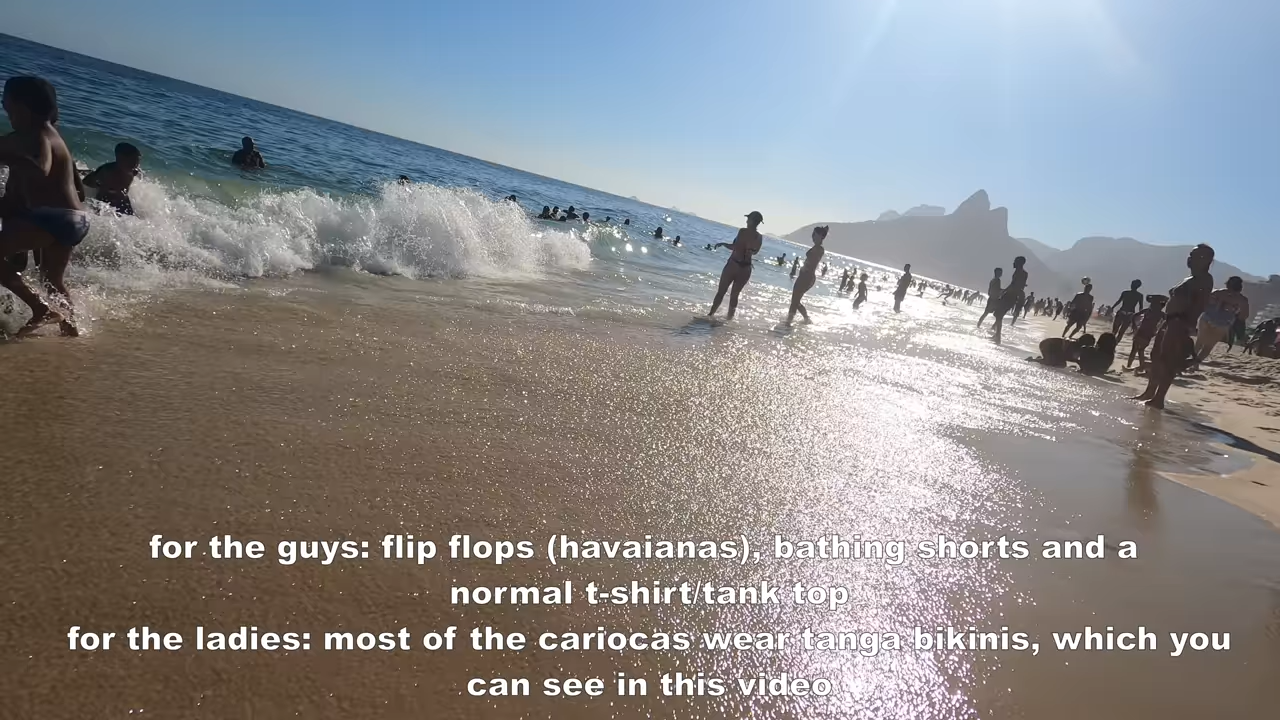 for the guys: flip flops (havaianas), bathing shorts and a
normal t-shirt/tank top
for the ladies: most of the cariocas wear tanga bikinis, which you
can see in this video